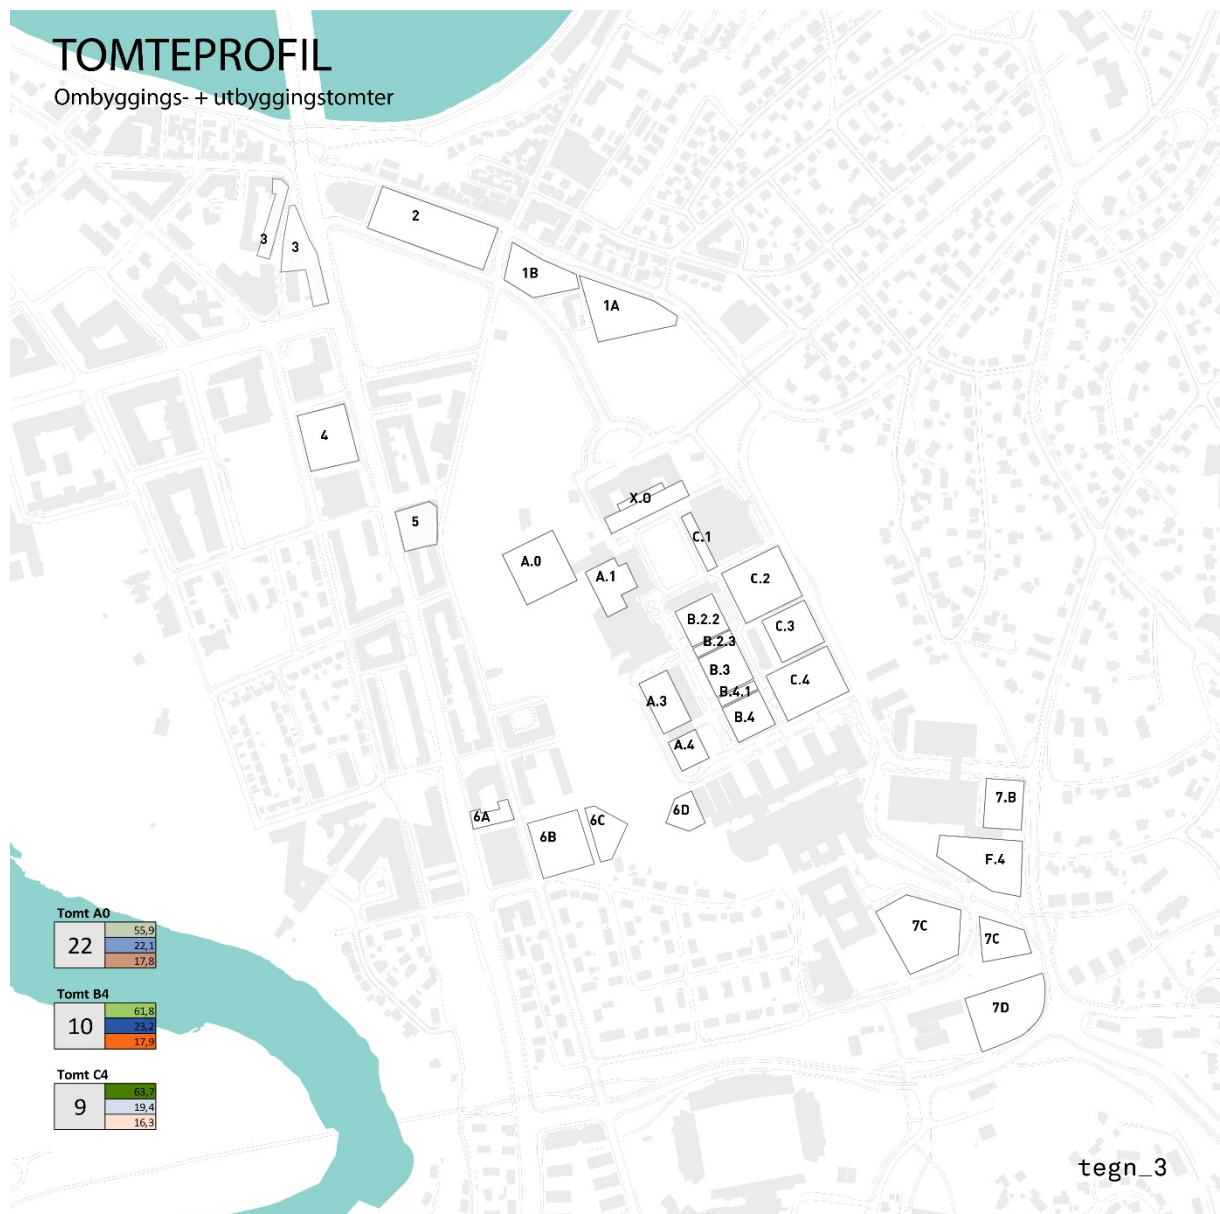 TOMTEPROFIL
Ombyggings- + utbyggingstomter
2
3
3
1B
1A
4
5
X.0
C.1
A.0
A.1
C.2
B.2.2
C.3
B.2.3
B.3
C.4
B.4.1
A.3
B.4
A.4
7.B
6D
6A
6C
6B
F.4
7C
7C
7D
Tomt A0
22
55,9
22,1
17,8
Tomt B4
10
61,8
23,2
17,9
Tomt C4
9
63,7
19,4
16,3
tegn_3